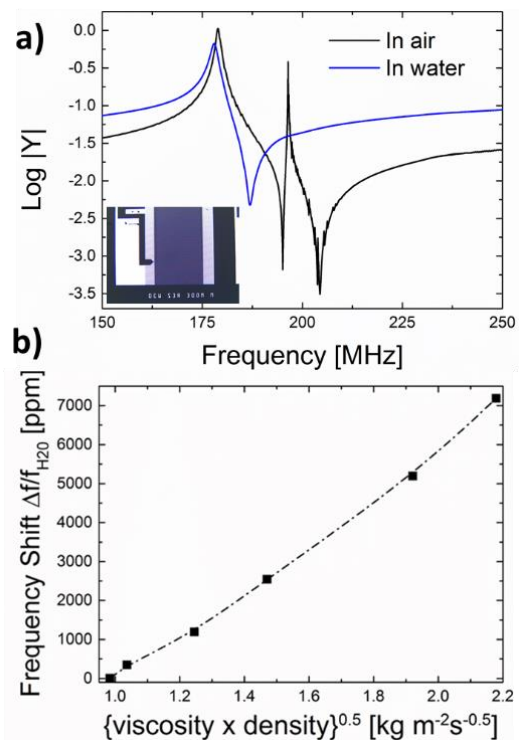 a)
In air
In water
0.0
-0.5
-1.0
-1.5
-2.0
-2.5
-3.0
-3.5
Log |Y|
150 175 200 225 250
Frequency [MHz]
b)
7000
6000
5000
4000
3000
2000
1000
0
Frequency Shift Δf/f_H20 [ppm]
1.0 1.2 1.4 1.6 1.8 2.0 2.2
{viscosity x density}^0.5 [kg m^-2 s^-0.5]